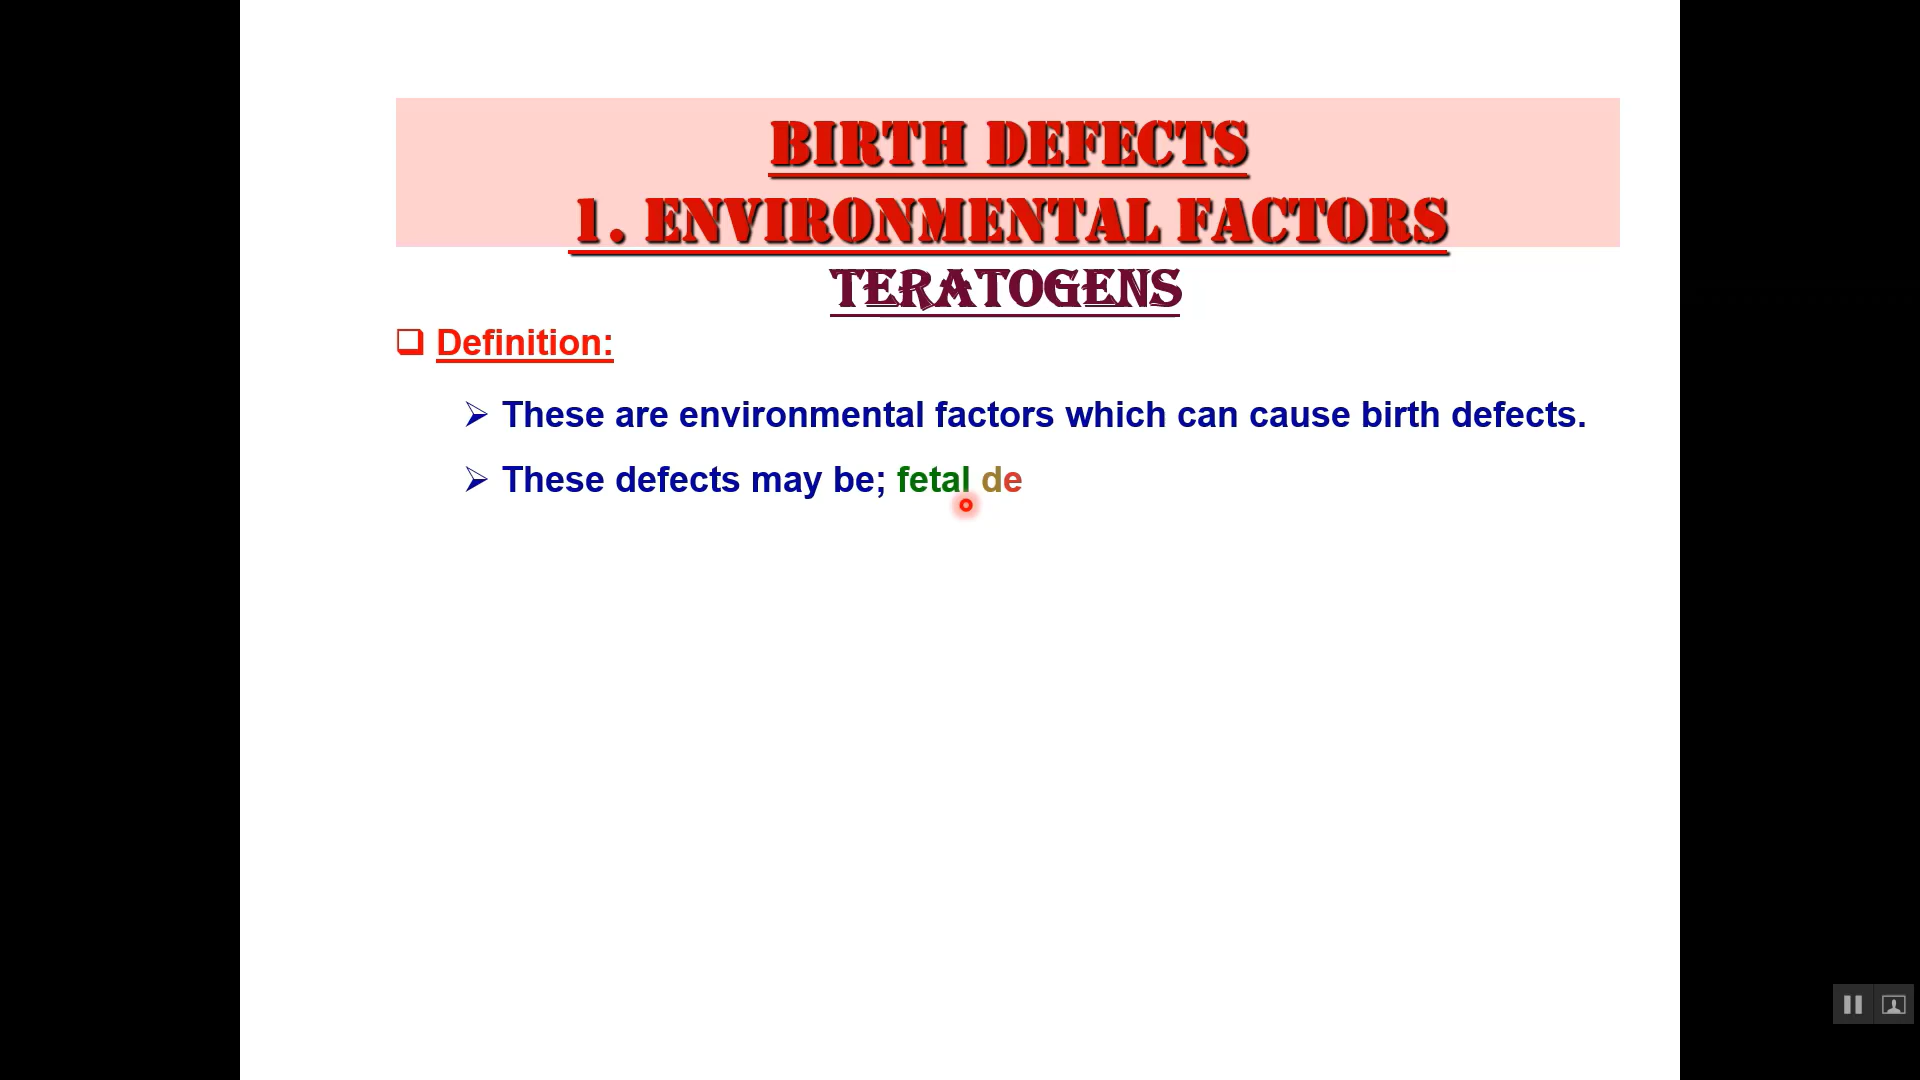 BIRTH DEFECTS
1. ENVIRONMENTAL FACTORS
TERATOGENS
Definition:
These are environmental factors which can cause birth defects.
These defects may be; fetal de